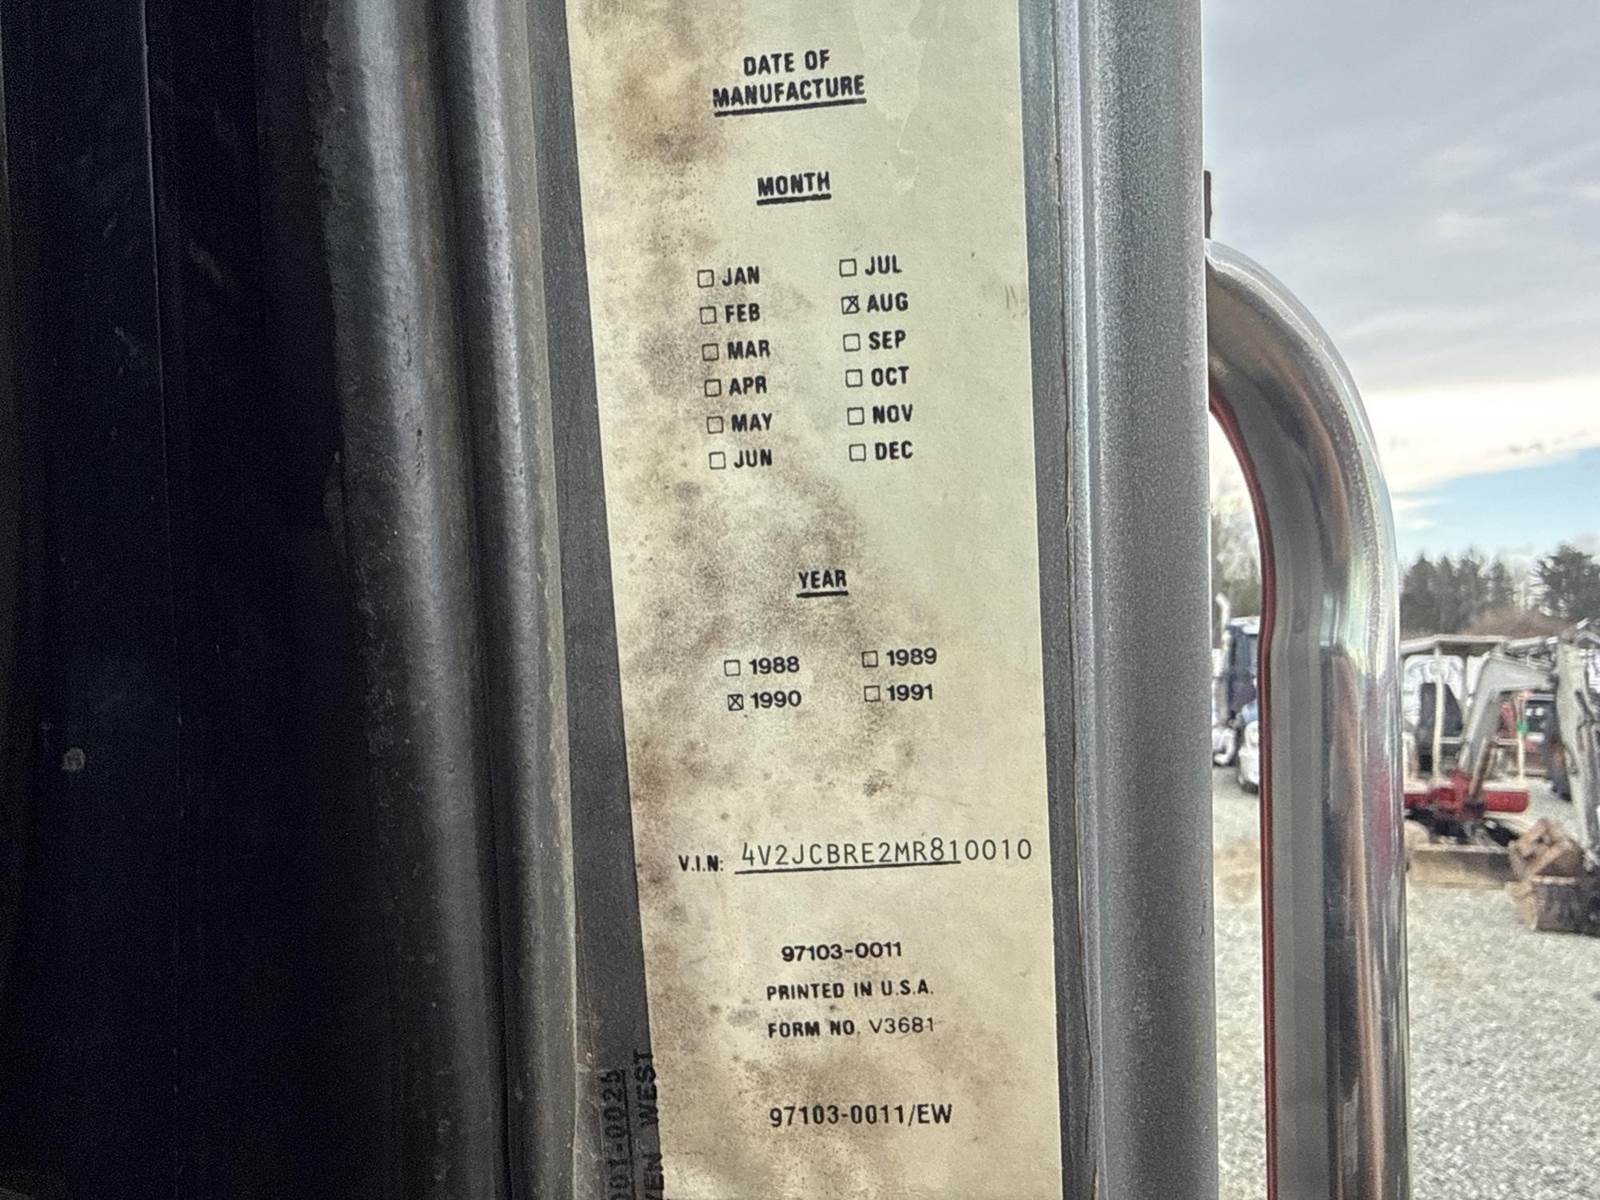 DATE OF
MANUFACTURE
MONTH
☐ JAN ☐ JUL
☐ FEB ☒ AUG
☐ MAR ☐ SEP
☐ APR ☐ OCT
☐ MAY ☐ NOV
☐ JUN ☐ DEC
YEAR
☐ 1988 ☐ 1989
☒ 1990 ☐ 1991
V.I.N: 4V2JCBRE2MR810010
97103-0011
PRINTED IN U.S.A.
FORM NO. V3681
97103-0011/EW
WEST